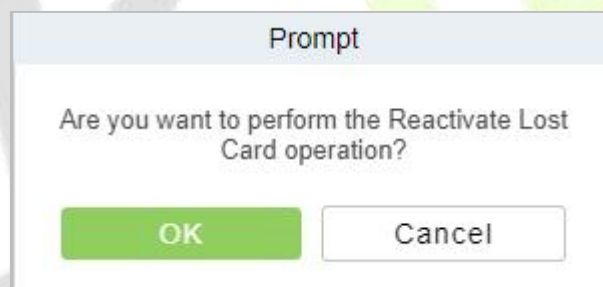 Prompt
Are you want to perform the Reactivate Lost
Card operation?
OK
Cancel